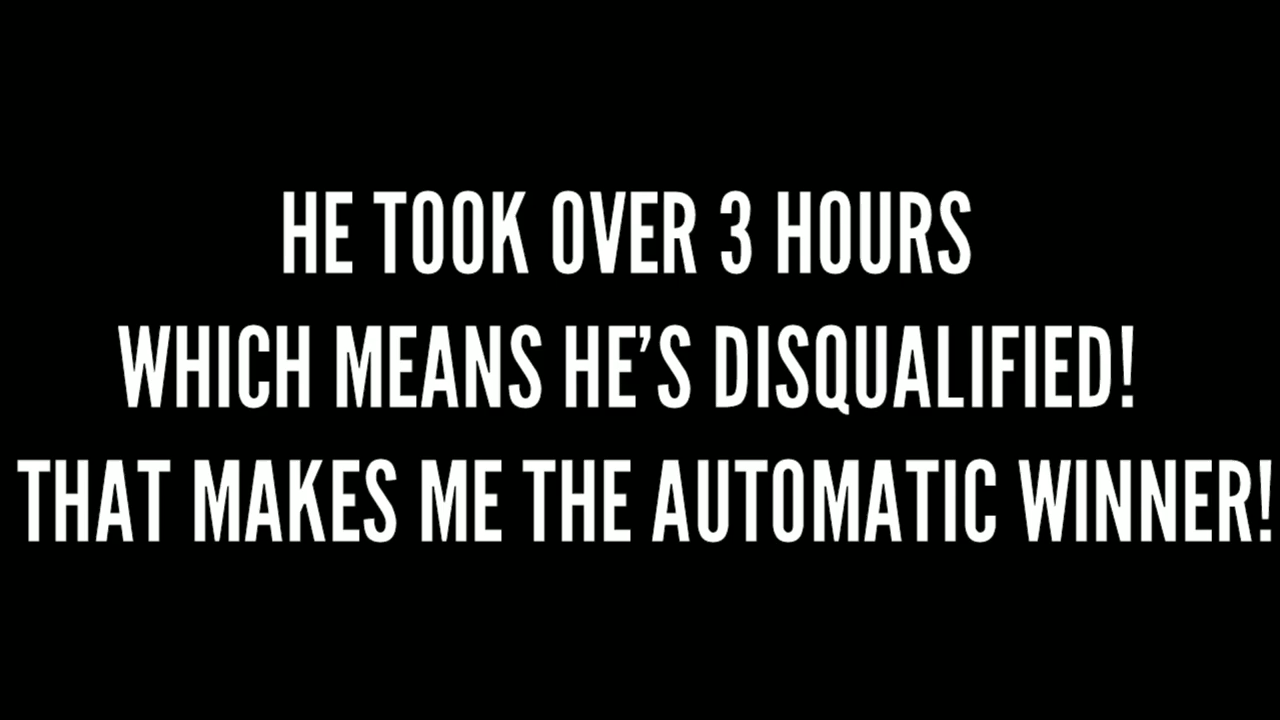 HE TOOK OVER 3 HOURS
WHICH MEANS HE’S DISQUALIFIED!
THAT MAKES ME THE AUTOMATIC WINNER!